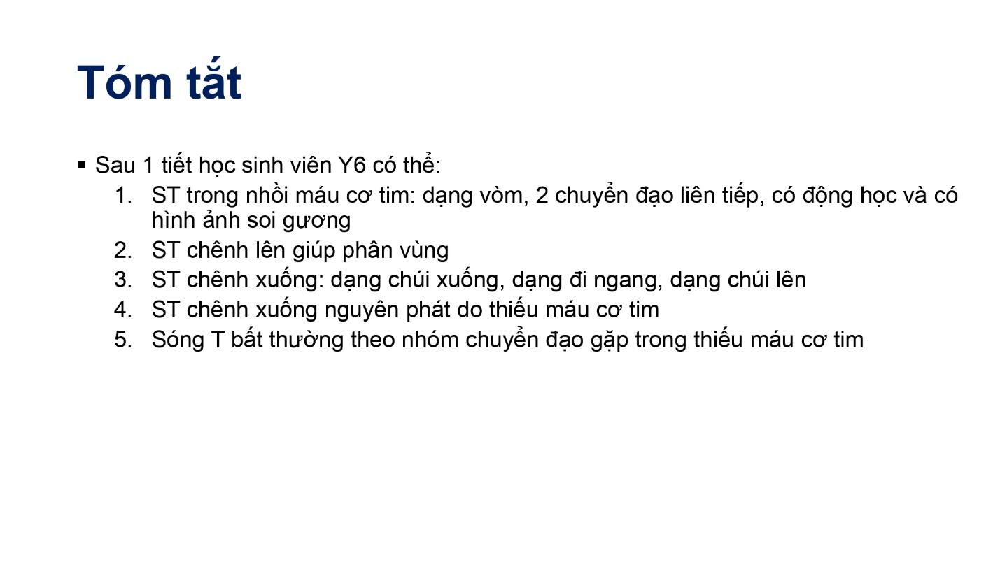 Tóm tắt
▪ Sau 1 tiết học sinh viên Y6 có thể:
1. ST trong nhồi máu cơ tim: dạng vòm, 2 chuyển đạo liên tiếp, có động học và có
hình ảnh soi gương
2. ST chênh lên giúp phân vùng
3. ST chênh xuống: dạng chúi xuống, dạng đi ngang, dạng chúi lên
4. ST chênh xuống nguyên phát do thiếu máu cơ tim
5. Sóng T bất thường theo nhóm chuyển đạo gặp trong thiếu máu cơ tim